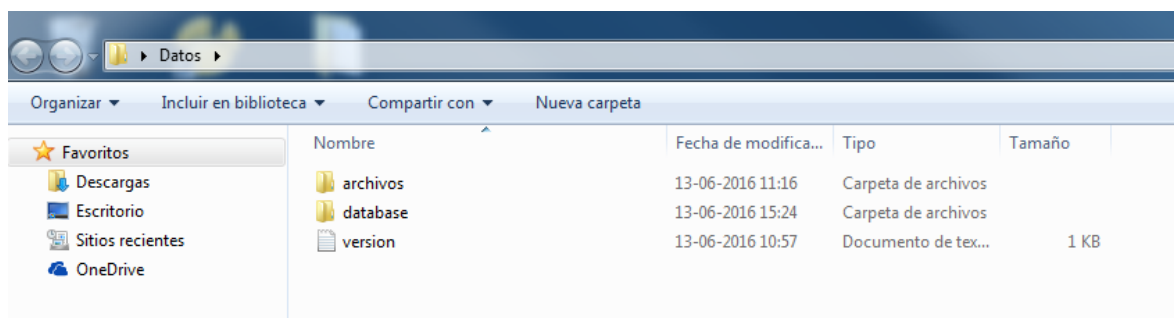 Datos
Organizar Incluir en biblioteca Compartir con Nueva carpeta
Favoritos
Descargas
Escritorio
Sitios recientes
OneDrive
Nombre Fecha de modifica... Tipo Tamaño
archivos 13-06-2016 11:16 Carpeta de archivos
database 13-06-2016 15:24 Carpeta de archivos
version 13-06-2016 10:57 Documento de tex... 1 KB